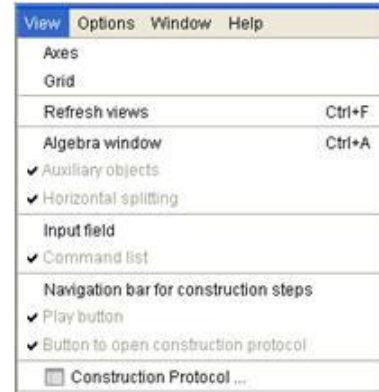 View Options Window Help
Axes
Grid
Refresh views Ctrl+F
Algebra window Ctrl+A
Auxiliary objects
Horizontal splitting
Input field
Command list
Navigation bar for construction steps
Play button
Button to open construction protocol
Construction Protocol ...